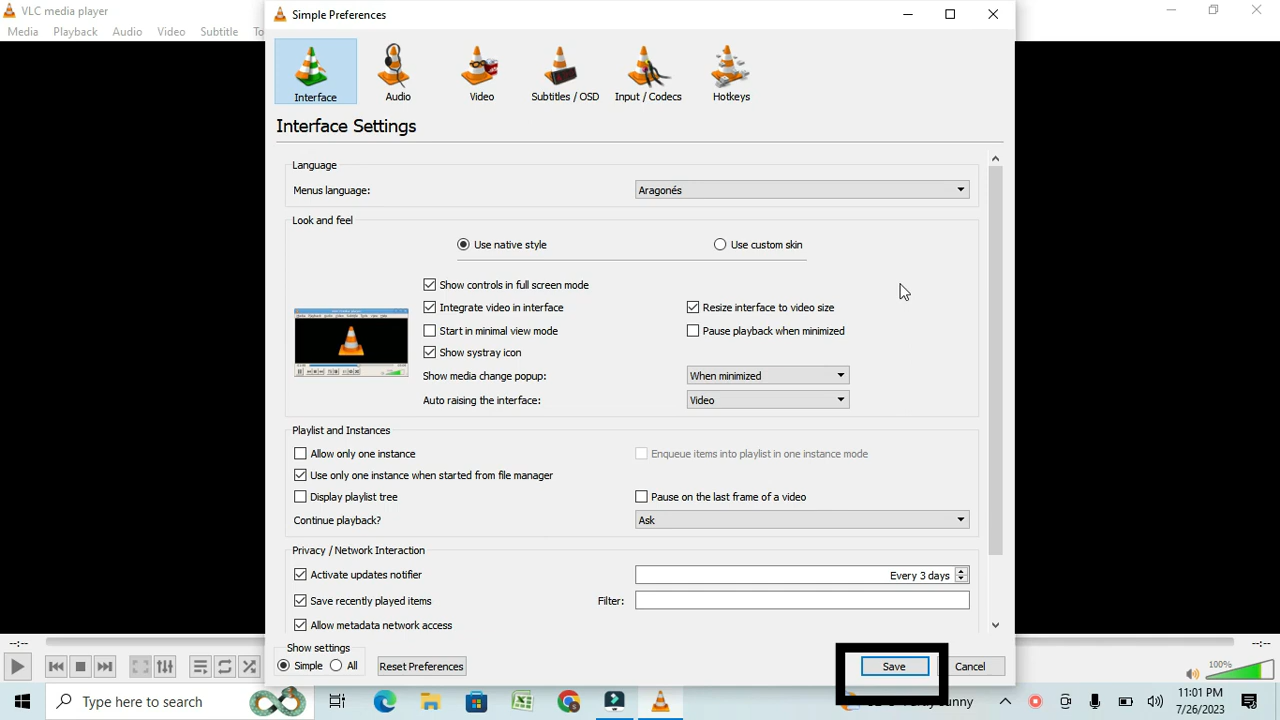 VLC media player
Simple Preferences
Media Playback Audio Video Subtitle To
Interface Audio Video Subtitles / OSD Input / Codecs Hotkeys
Interface Settings
Language
Menus language: Aragonés
Look and feel
Use native style Use custom skin
Show controls in full screen mode
Integrate video in interface Resize interface to video size
Start in minimal view mode Pause playback when minimized
Show systray icon
Show media change popup: When minimized
Auto raising the interface: Video
Playlist and Instances
Allow only one instance Enqueue items into playlist in one instance mode
Use only one instance when started from file manager
Display playlist tree Pause on the last frame of a video
Continue playback? Ask
Privacy / Network Interaction
Activate updates notifier Every 3 days
Save recently played items Filter:
Allow metadata network access
--:-- --:--
Show settings
Simple All Reset Preferences Save Cancel
100%
Type here to search
sunny
11:01 PM
7/26/2023